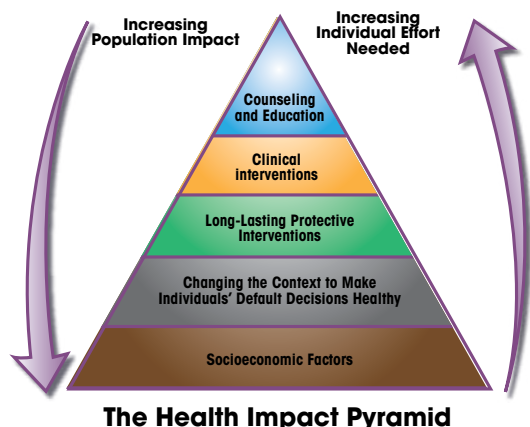 Increasing
Population Impact
Increasing
Individual Effort
Needed
Counseling
and Education
Clinical
interventions
Long-Lasting Protective
Interventions
Changing the Context to Make
Individuals’ Default Decisions Healthy
Socioeconomic Factors
The Health Impact Pyramid